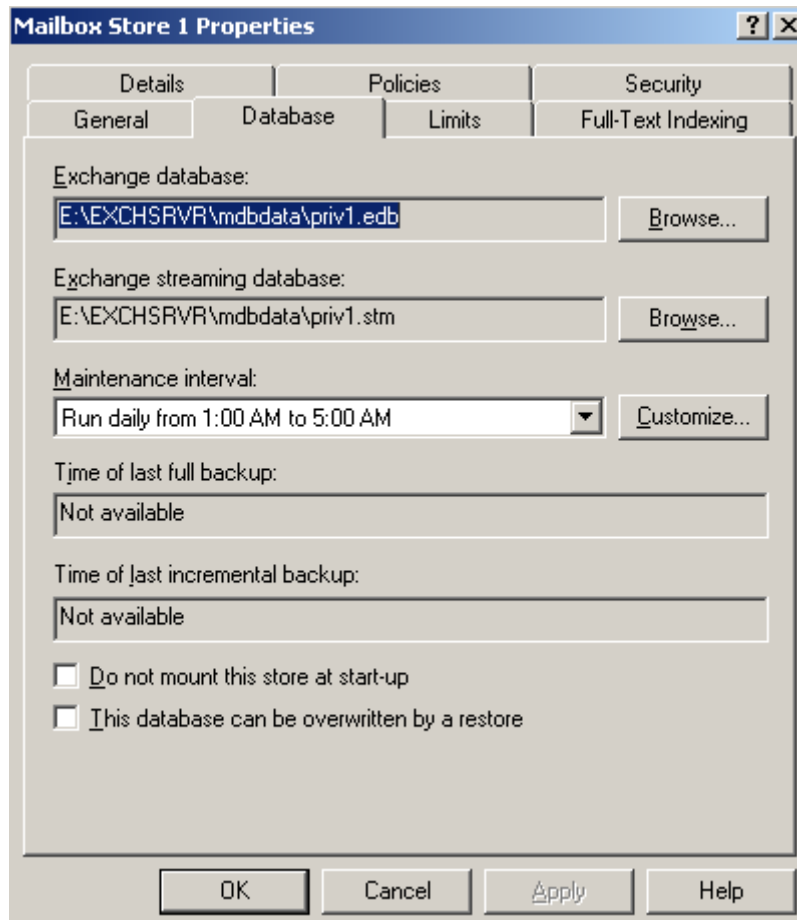 Mailbox Store 1 Properties
Details Policies Security
General Database Limits Full-Text Indexing
Exchange database:
E:\EXCHSRVR\mdbdata\priv1.edb Browse...
Exchange streaming database:
E:\EXCHSRVR\mdbdata\priv1.stm Browse...
Maintenance interval:
Run daily from 1:00 AM to 5:00 AM Customize...
Time of last full backup:
Not available
Time of last incremental backup:
Not available
Do not mount this store at start-up
This database can be overwritten by a restore
OK Cancel Apply Help